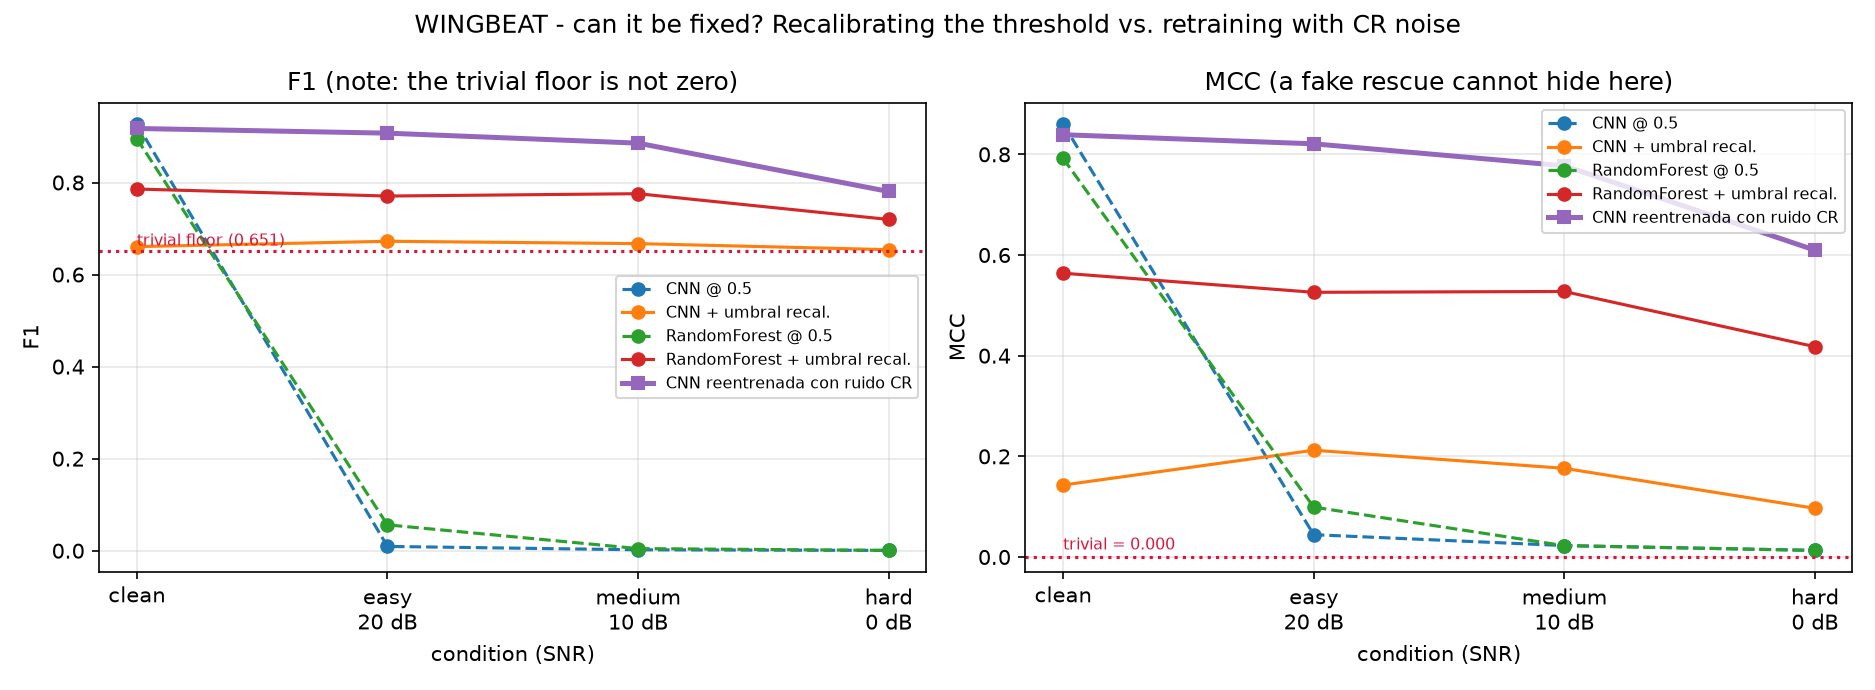 WINGBEAT - can it be fixed? Recalibrating the threshold vs. retraining with CR noise
F1 (note: the trivial floor is not zero)
F1
0.8
0.6
0.4
0.2
0.0
trivial floor (0.651)
CNN @ 0.5
CNN + umbral recal.
RandomForest @ 0.5
RandomForest + umbral recal.
CNN reentrenada con ruido CR
clean
easy
20 dB
medium
10 dB
hard
0 dB
condition (SNR)
MCC (a fake rescue cannot hide here)
MCC
0.8
0.6
0.4
0.2
0.0
CNN @ 0.5
CNN + umbral recal.
RandomForest @ 0.5
RandomForest + umbral recal.
CNN reentrenada con ruido CR
trivial = 0.000
clean
easy
20 dB
medium
10 dB
hard
0 dB
condition (SNR)